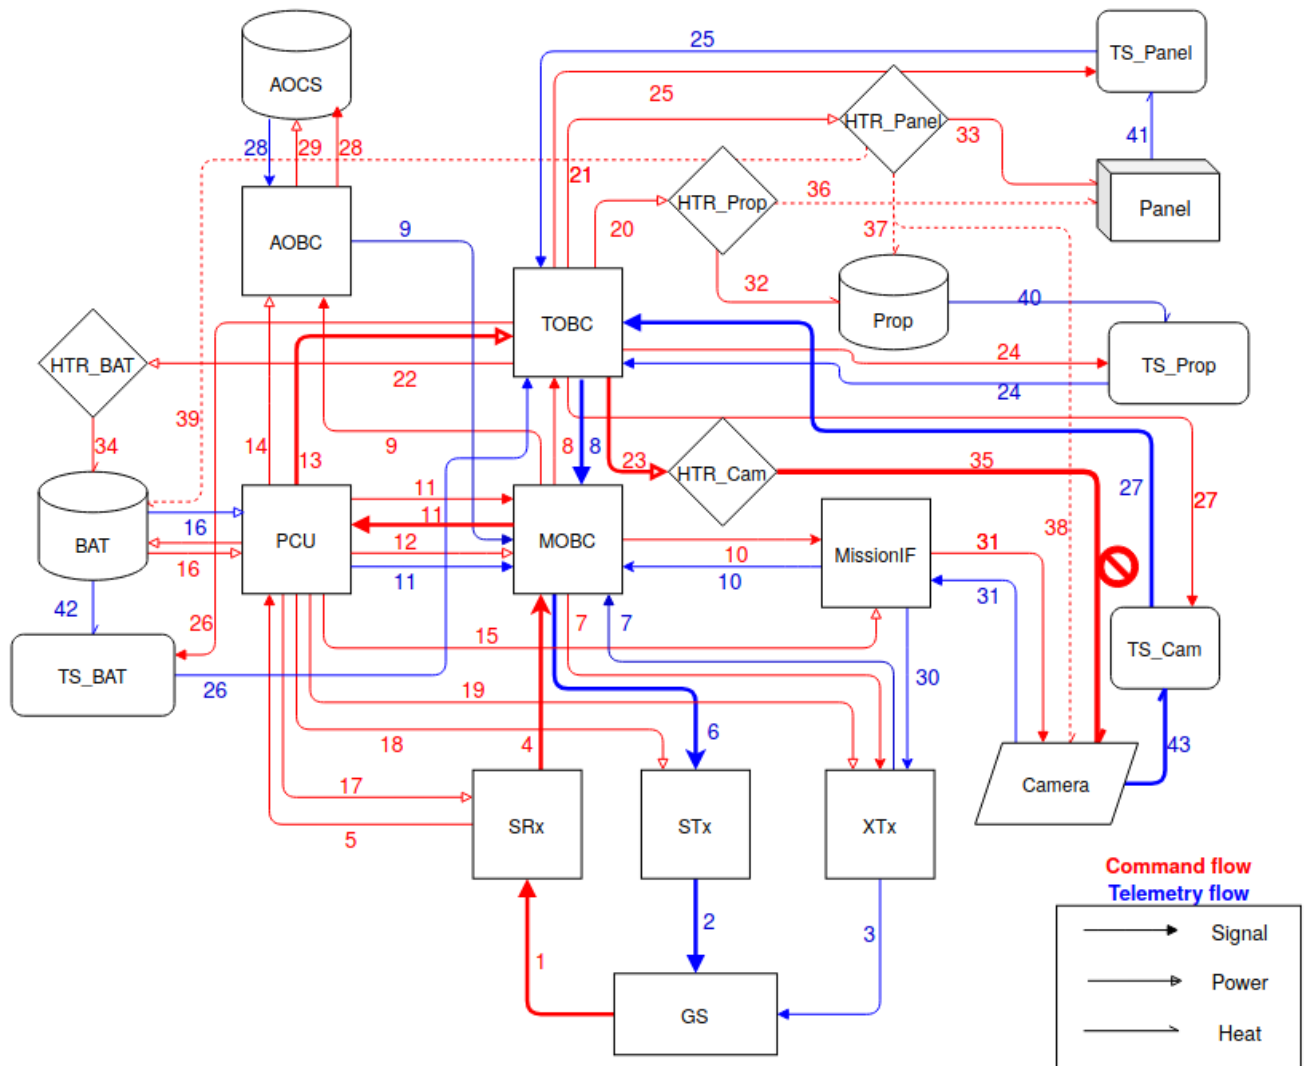 25
TS_Panel
AOCS
25
HTR_Panel
33
41
28
29
28
21
HTR_Prop
36
Panel
20
37
9
AOBC
32
40
Prop
TOBC
HTR_BAT
22
24
TS_Prop
24
39
34
14
13
9
8
8
23
HTR_Cam
35
27
27
11
11
16
BAT
PCU
12
MOBC
10
MissionIF
31
38
16
11
10
31
42
26
15
7
7
TS_Cam
TS_BAT
26
19
30
18
4
6
43
17
5
SRx
STx
XTx
Camera
Command flow
Telemetry flow
1
2
3
Signal
Power
Heat
GS